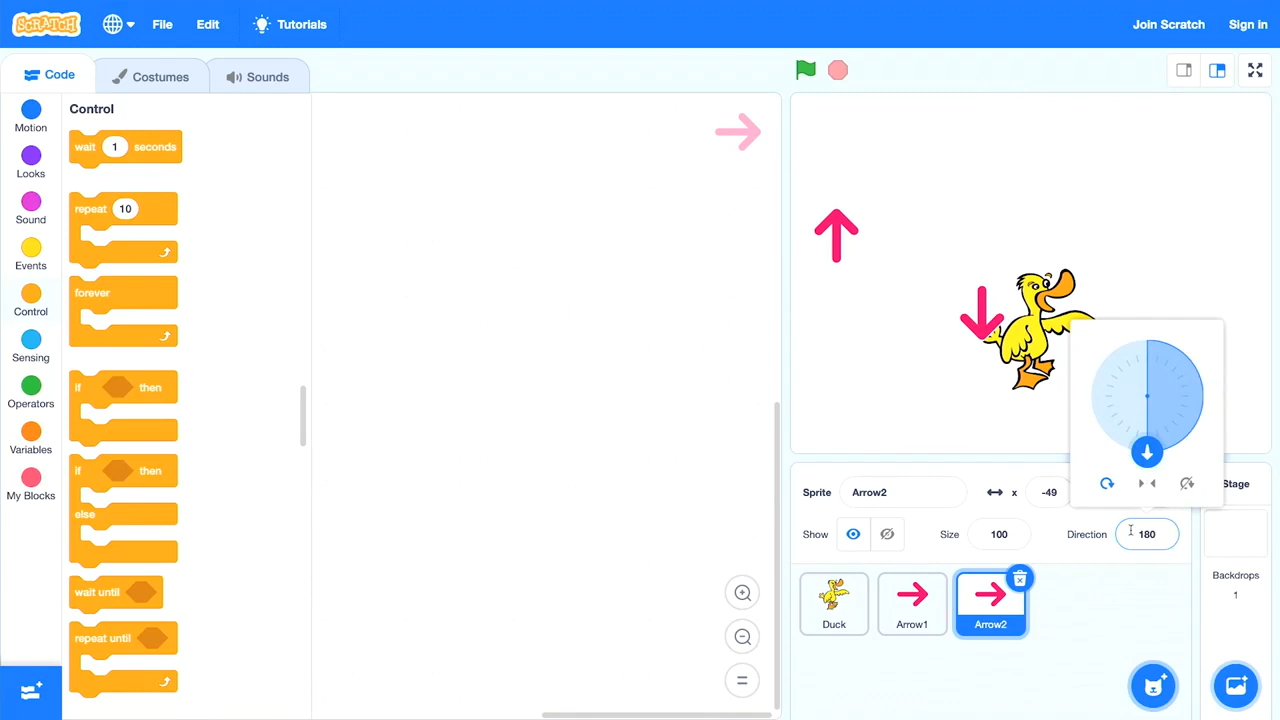 SCRATCH File Edit Tutorials Join Scratch Sign in
Code Costumes Sounds
Motion
Looks
Sound
Events
Control
Sensing
Operators
Variables
My Blocks
Control
wait 1 seconds
repeat 10
forever
if then
if then
else
wait until
repeat until
Sprite Arrow2 x -49
Show Size 100 Direction 180
Duck Arrow1 Arrow2
Stage
Backdrops
1